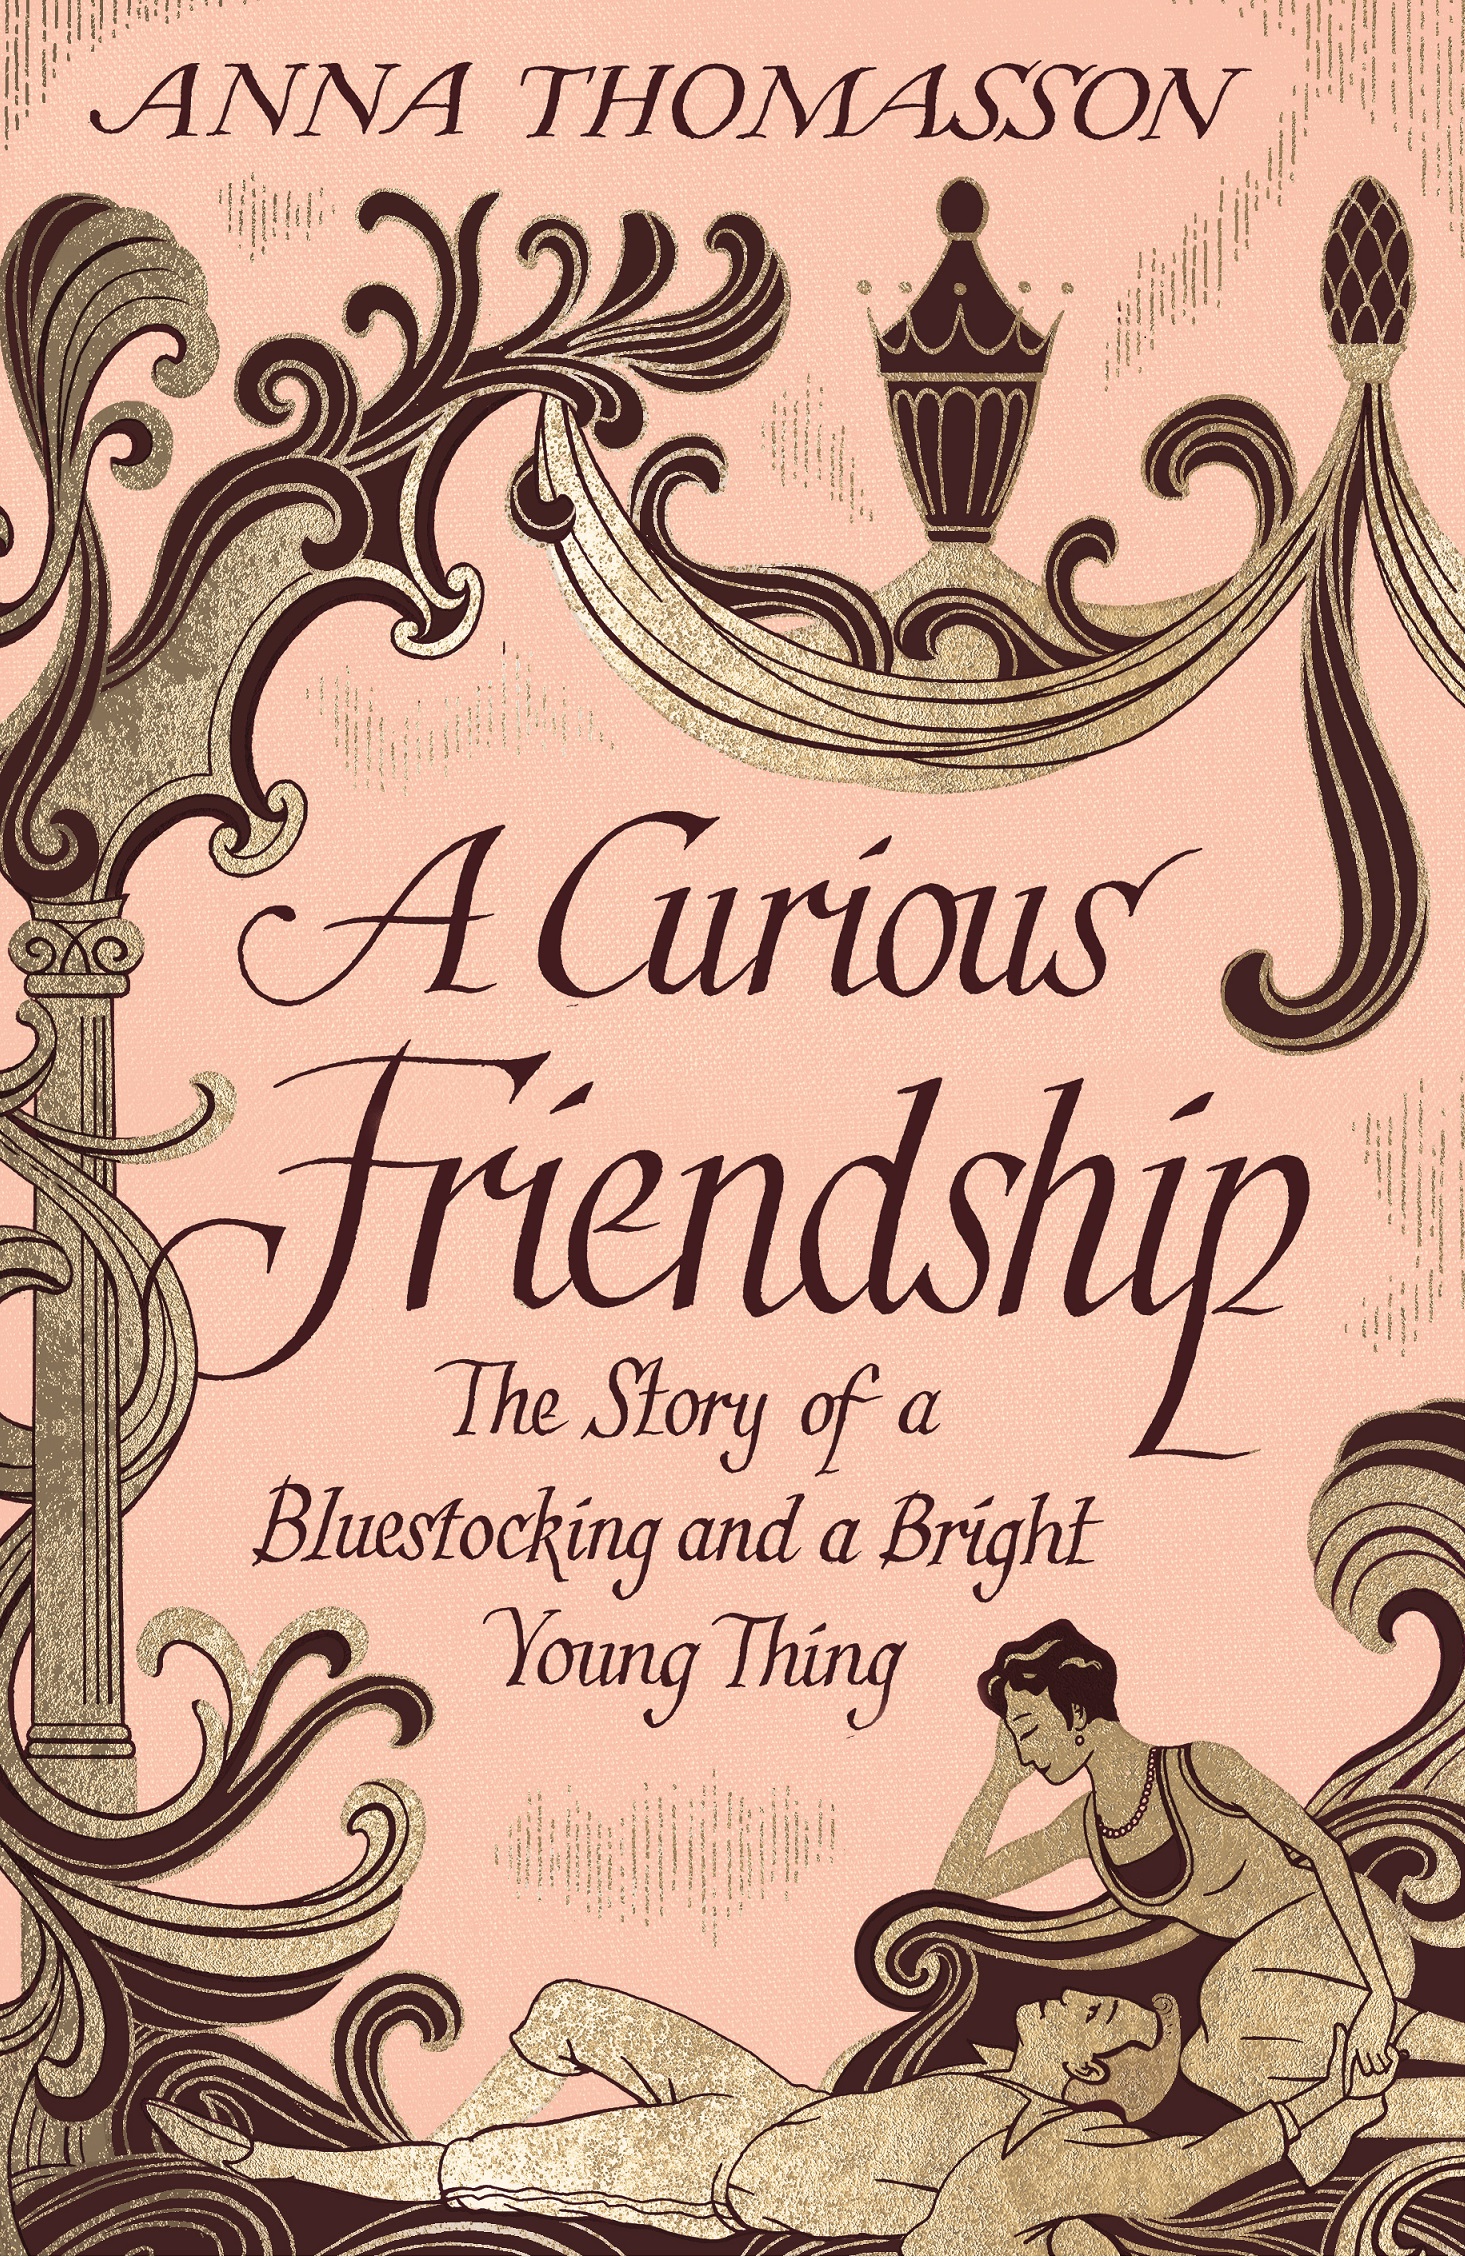 ANNA THOMASSON
A Curious
Friendship
The Story of a
Bluestocking and a Bright
Young Thing